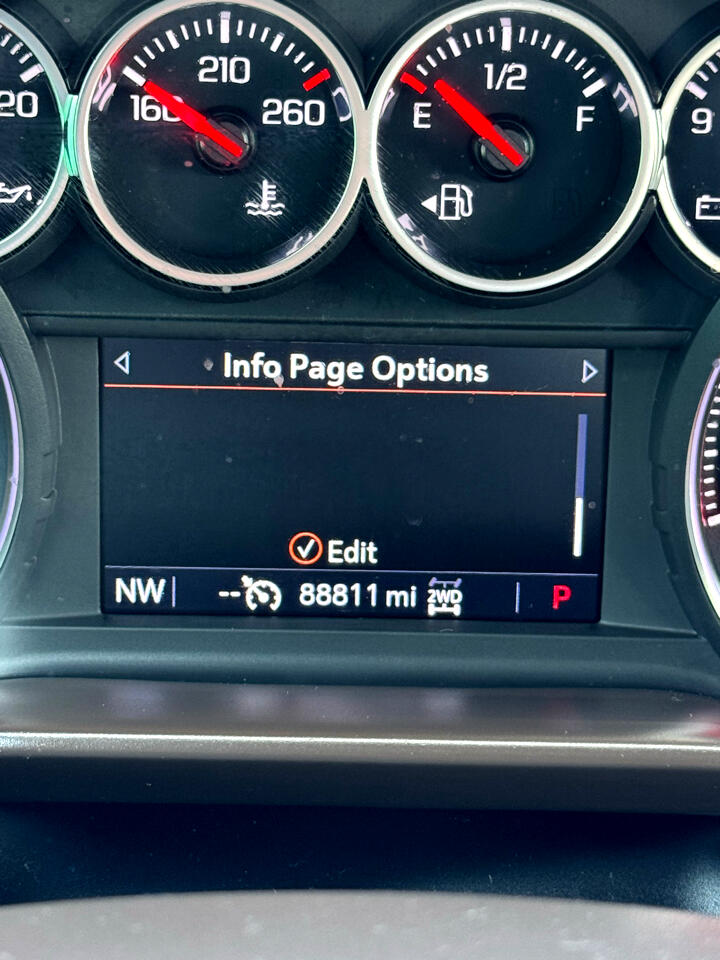 20
160
210
260
E
1/2
F
9
Info Page Options
Edit
NW
--
88811 mi
2WD
P